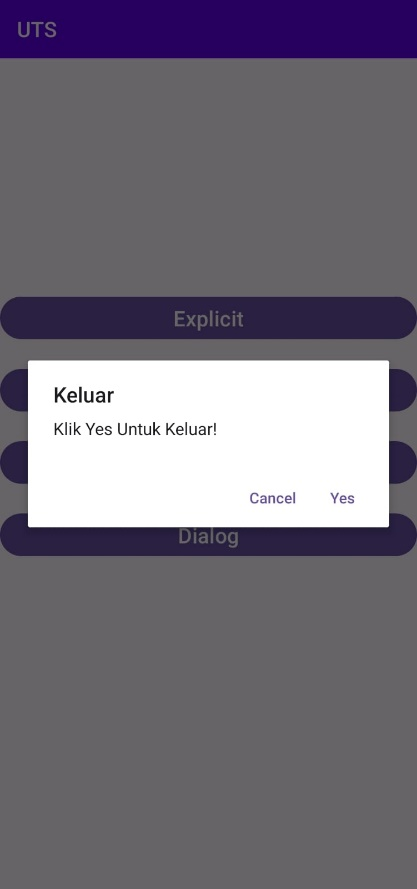 UTS
Explicit
Keluar
Klik Yes Untuk Keluar!
Cancel Yes
Dialog